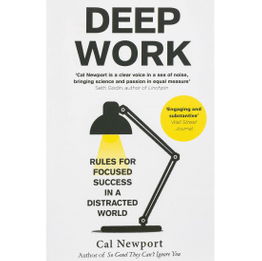 DEEP
WORK
'Cal Newport is a clear voice in a sea of noise,
bringing science and passion in equal measure'
Seth Godin, author of Linchpin
'Engaging and
substantive'
Wall Street
Journal
RULES FOR
FOCUSED
SUCCESS
IN A
DISTRACTED
WORLD
Cal Newport
Author of So Good They Can't Ignore You